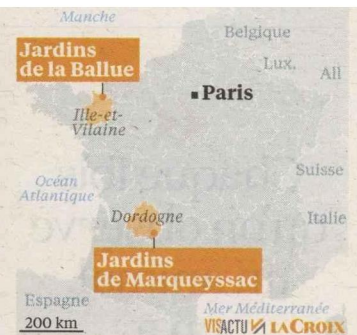 Manche
Belgique
Jardins
de la Ballue
Lux.
All
Paris
Ille-et-
Vilaine
Suisse
Océan
Atlantique
Dordogne
Italie
Jardins
de Marqueyssac
Espagne
Mer Méditerranée
200 km
VISACTU LA CROIX